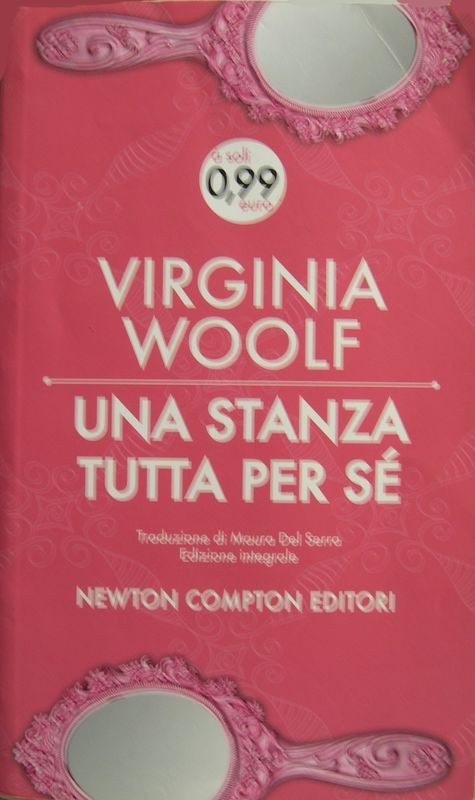 a soli
0,99
euro
VIRGINIA
WOOLF
UNA STANZA
TUTTA PER SÉ
Traduzione di Maura Del Serra
Edizione integrale
NEWTON COMPTON EDITORI